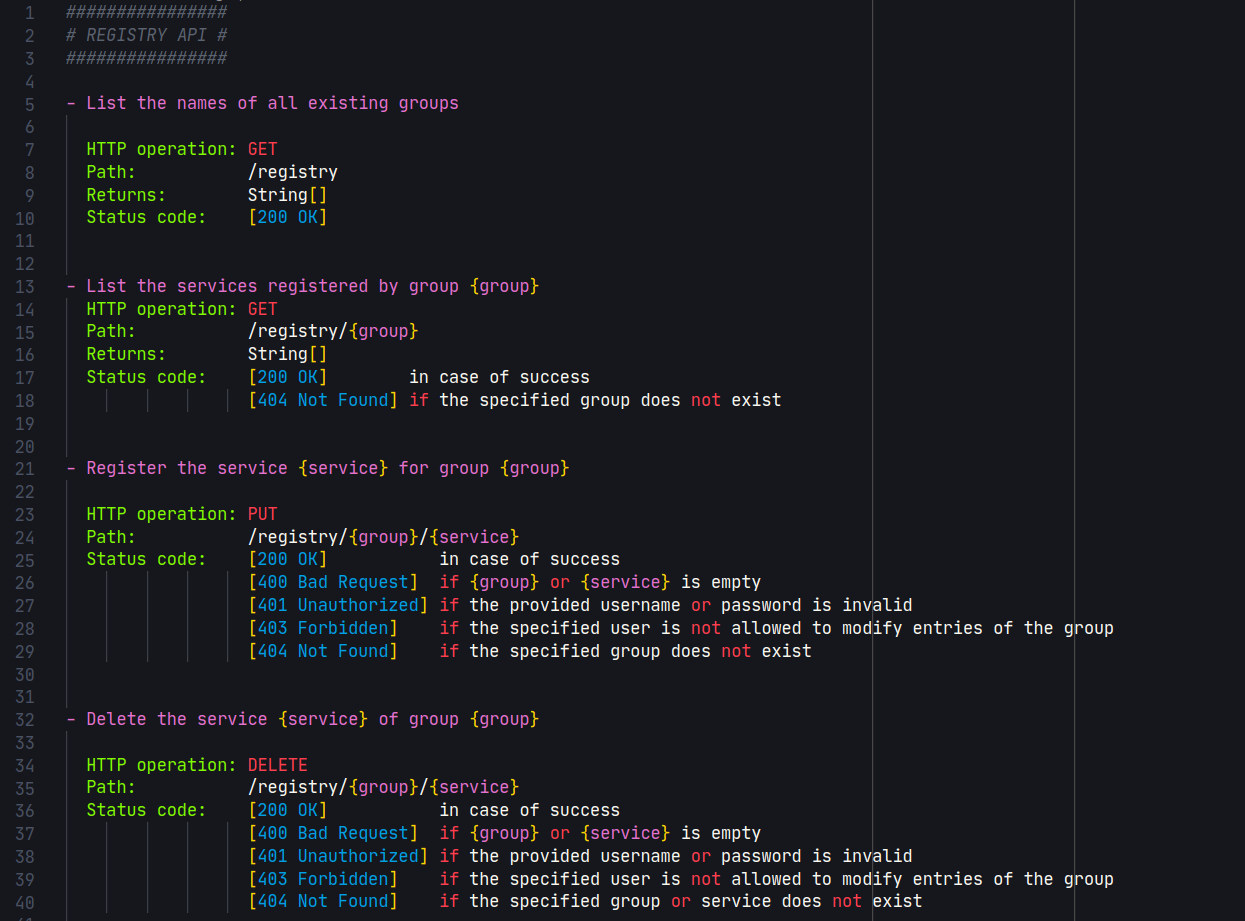 1 ################
2 # REGISTRY API #
3 ################
4
5 - List the names of all existing groups
6
7 HTTP operation: GET
8 Path: /registry
9 Returns: String[]
10 Status code: [200 OK]
11
12
13 - List the services registered by group {group}
14 HTTP operation: GET
15 Path: /registry/{group}
16 Returns: String[]
17 Status code: [200 OK] in case of success
18 [404 Not Found] if the specified group does not exist
19
20
21 - Register the service {service} for group {group}
22
23 HTTP operation: PUT
24 Path: /registry/{group}/{service}
25 Status code: [200 OK] in case of success
26 [400 Bad Request] if {group} or {service} is empty
27 [401 Unauthorized] if the provided username or password is invalid
28 [403 Forbidden] if the specified user is not allowed to modify entries of the group
29 [404 Not Found] if the specified group does not exist
30
31
32 - Delete the service {service} of group {group}
33
34 HTTP operation: DELETE
35 Path: /registry/{group}/{service}
36 Status code: [200 OK] in case of success
37 [400 Bad Request] if {group} or {service} is empty
38 [401 Unauthorized] if the provided username or password is invalid
39 [403 Forbidden] if the specified user is not allowed to modify entries of the group
40 [404 Not Found] if the specified group or service does not exist